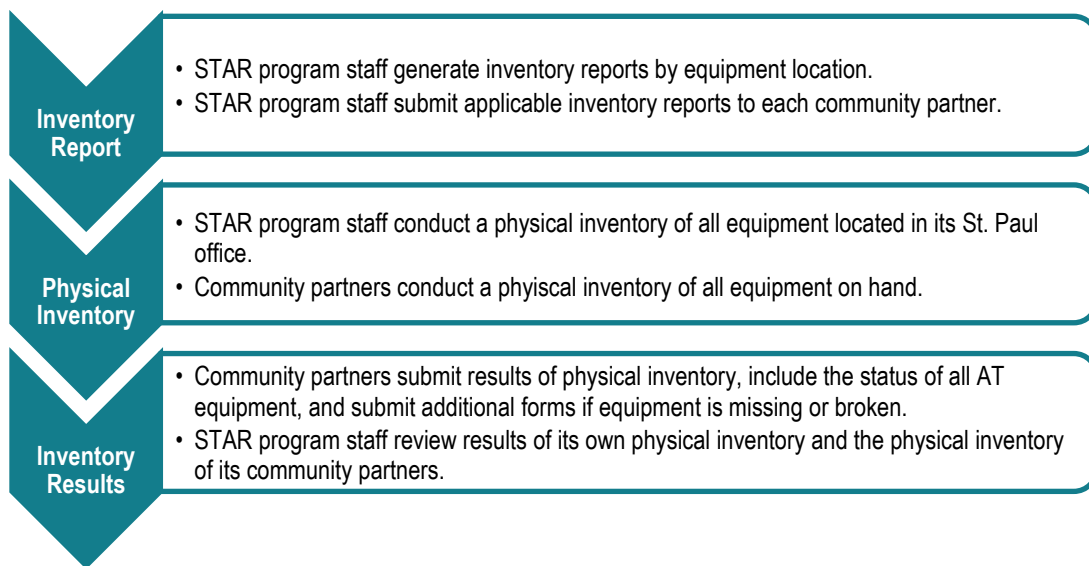 Inventory
Report
• STAR program staff generate inventory reports by equipment location.
• STAR program staff submit applicable inventory reports to each community partner.
Physical
Inventory
• STAR program staff conduct a physical inventory of all equipment located in its St. Paul
office.
• Community partners conduct a phyiscal inventory of all equipment on hand.
Inventory
Results
• Community partners submit results of physical inventory, include the status of all AT
equipment, and submit additional forms if equipment is missing or broken.
• STAR program staff review results of its own physical inventory and the physical inventory
of its community partners.